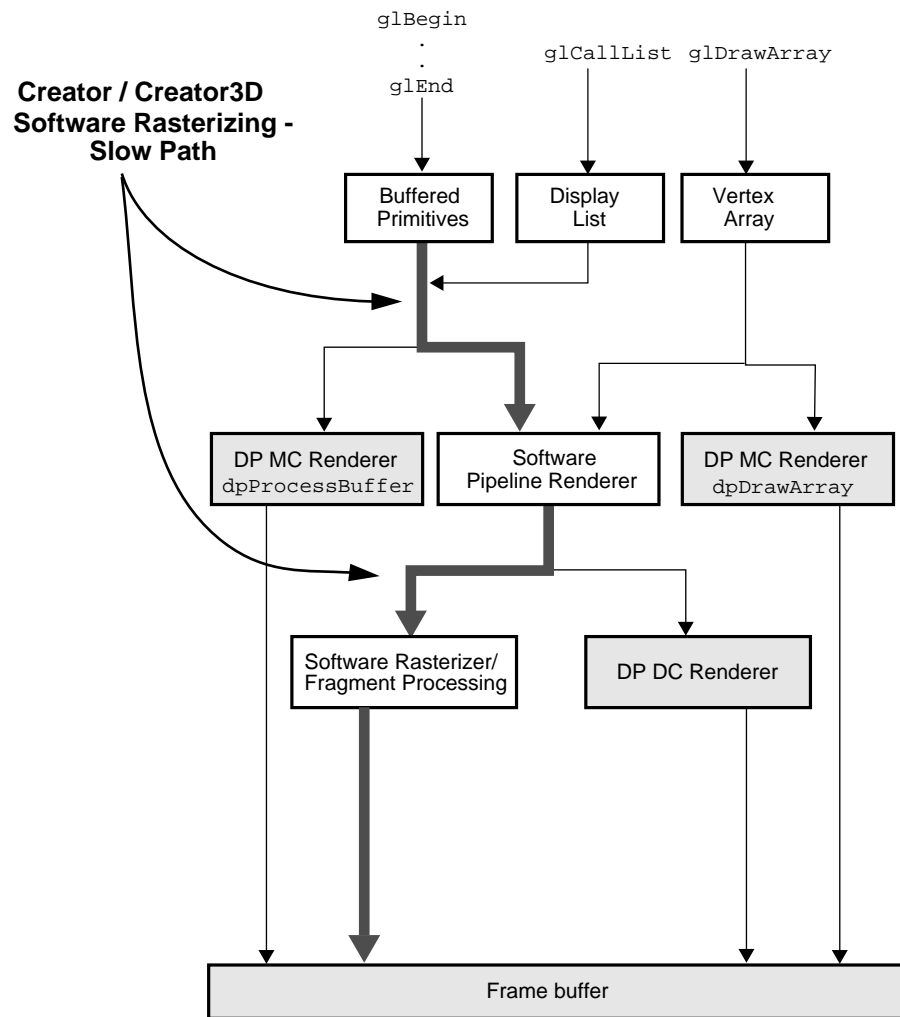 glBegin
.
.
glEnd
glCallList
glDrawArray
Creator / Creator3D
Software Rasterizing -
Slow Path
Buffered
Primitives
Display
List
Vertex
Array
DP MC Renderer
dpProcessBuffer
Software
Pipeline Renderer
DP MC Renderer
dpDrawArray
Software Rasterizer/
Fragment Processing
DP DC Renderer
Frame buffer